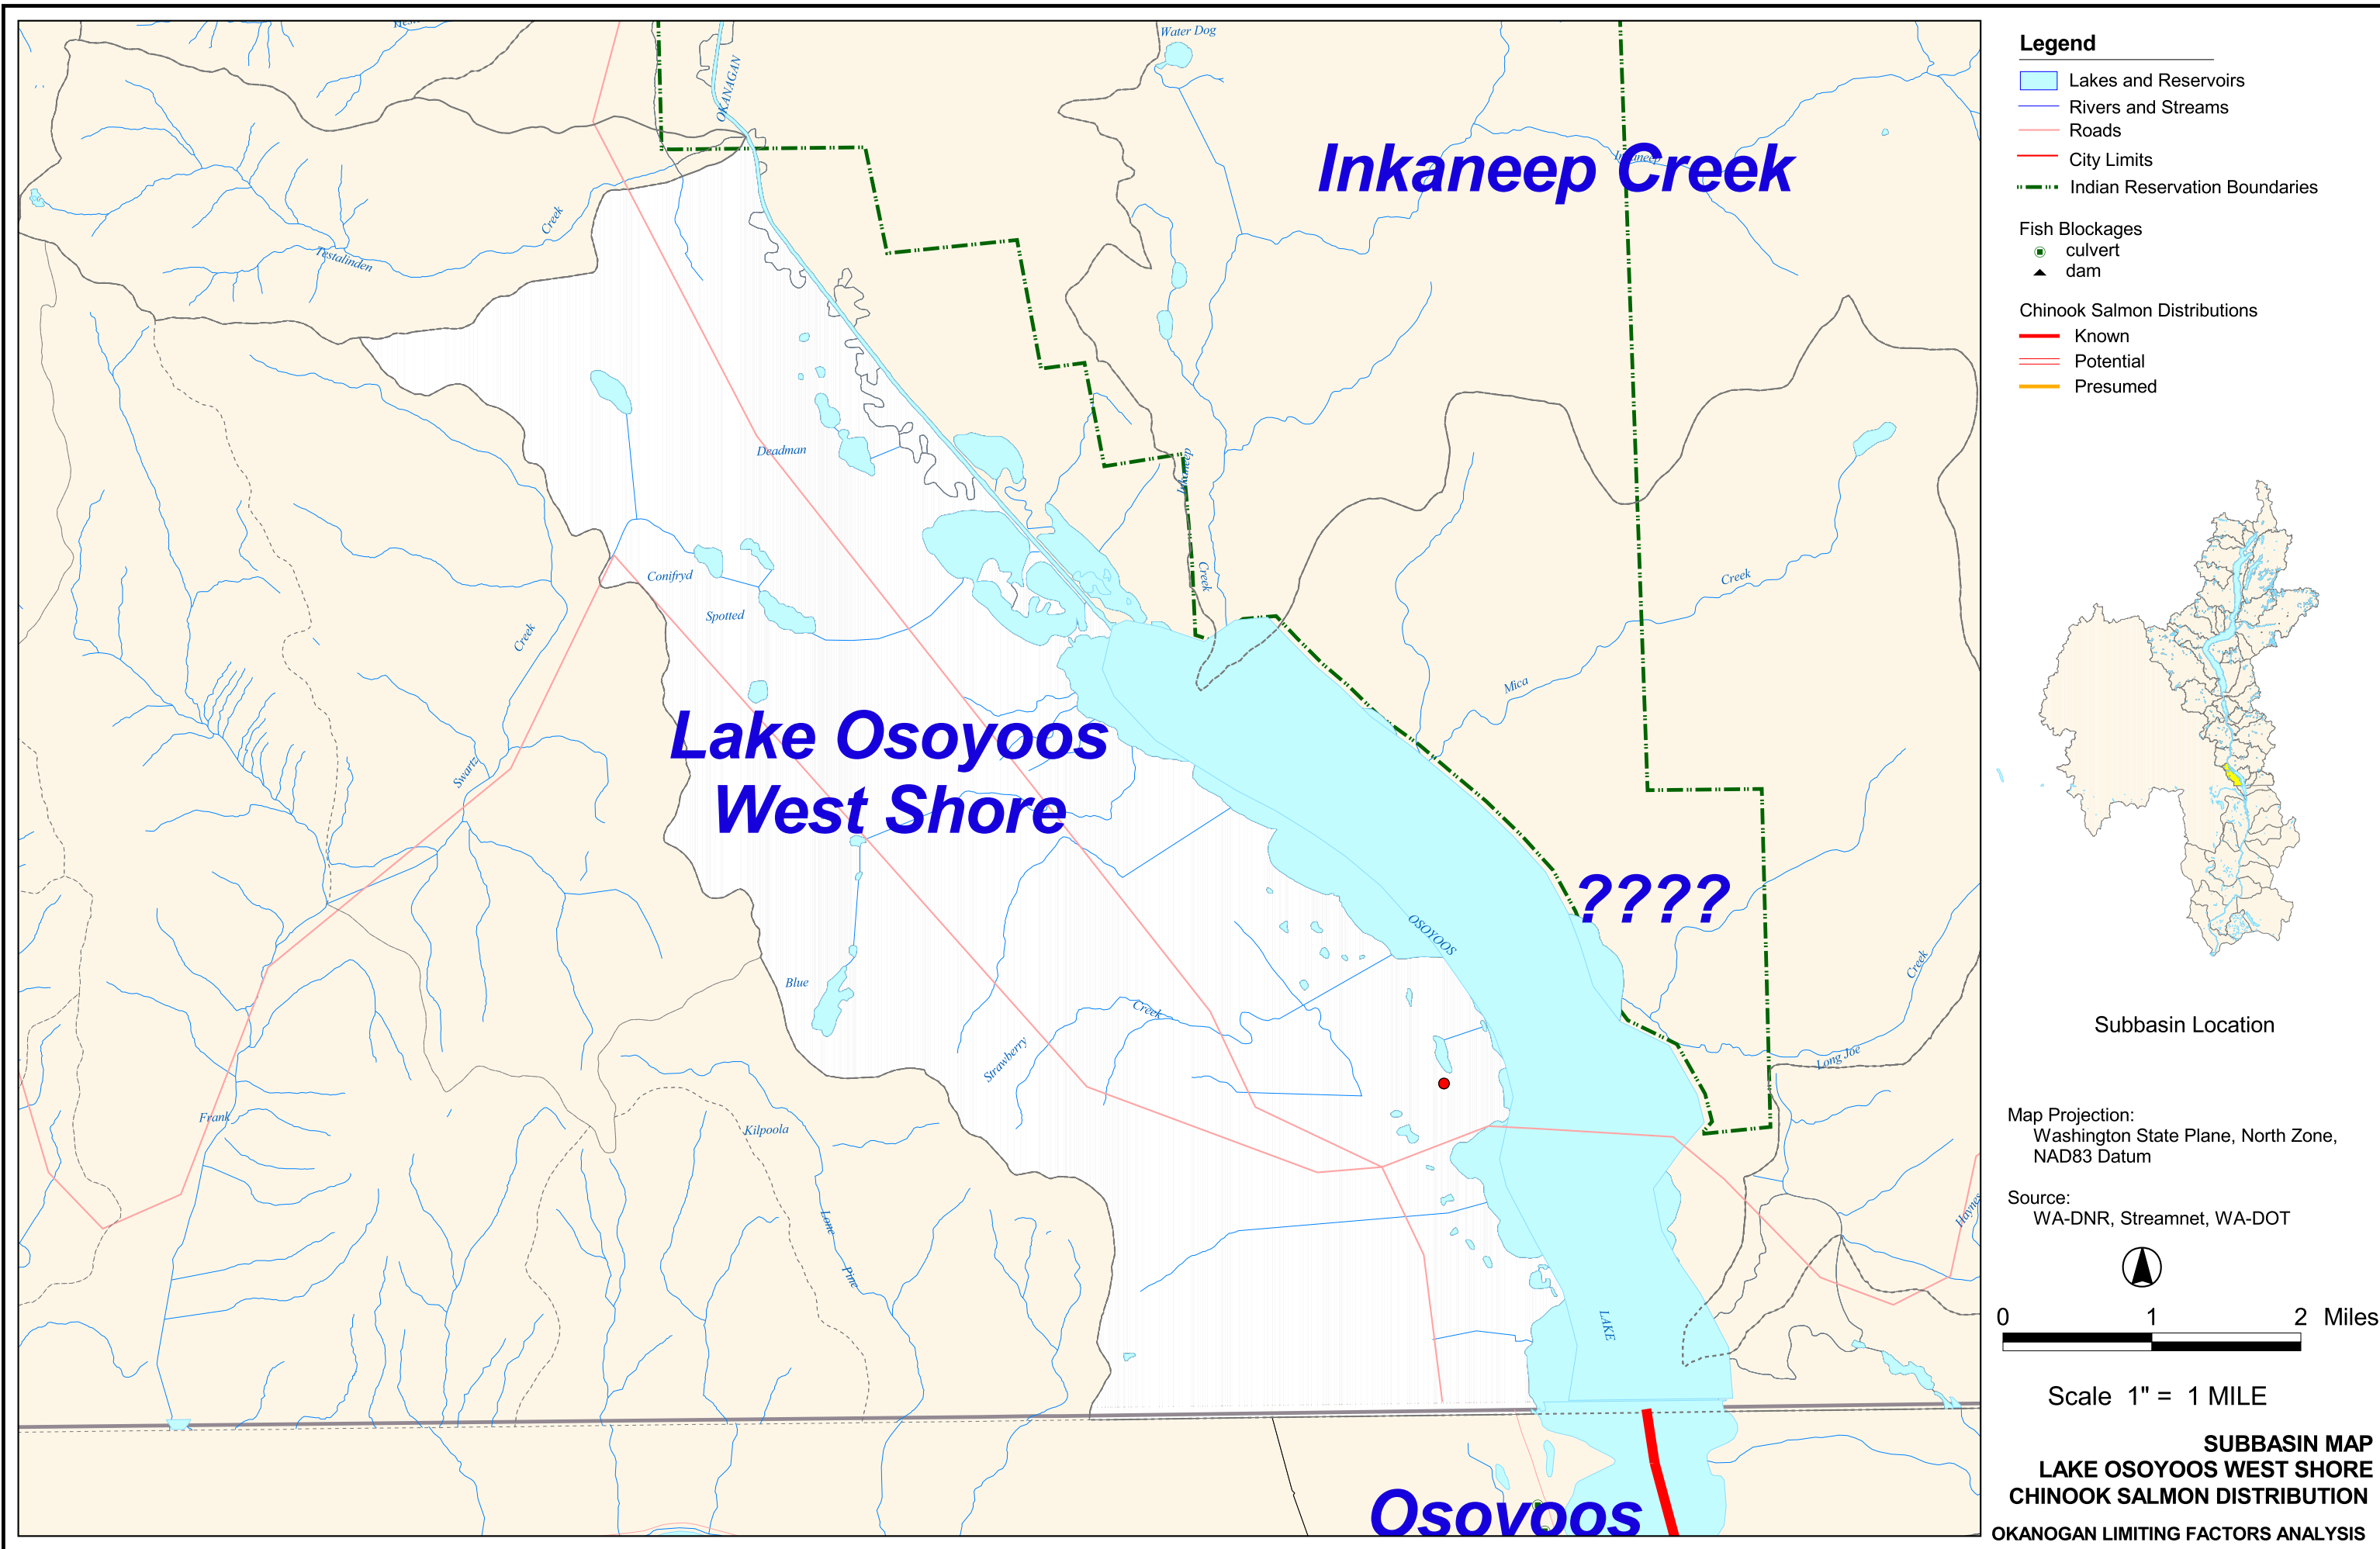 Water Dog
OKANAGAN
Inkaneep Creek
Inkaneep
Creek
Testalinden
Deadman
Inkaneep
Creek
Conifryd
Creek
Spotted
Creek
Mica
Lake Osoyoos
West Shore
Swartz
????
OSOYOOS
Creek
Blue
Creek
Strawberry
Long Joe
Frank
Kilpoola
Lone
Pine
Haynes
LAKE
Osoyoos
Legend
Lakes and Reservoirs
Rivers and Streams
Roads
City Limits
Indian Reservation Boundaries
Fish Blockages
culvert
dam
Chinook Salmon Distributions
Known
Potential
Presumed
Subbasin Location
Map Projection:
Washington State Plane, North Zone,
NAD83 Datum
Source:
WA-DNR, Streamnet, WA-DOT
0 1 2 Miles
Scale 1" = 1 MILE
SUBBASIN MAP
LAKE OSOYOOS WEST SHORE
CHINOOK SALMON DISTRIBUTION
OKANOGAN LIMITING FACTORS ANALYSIS